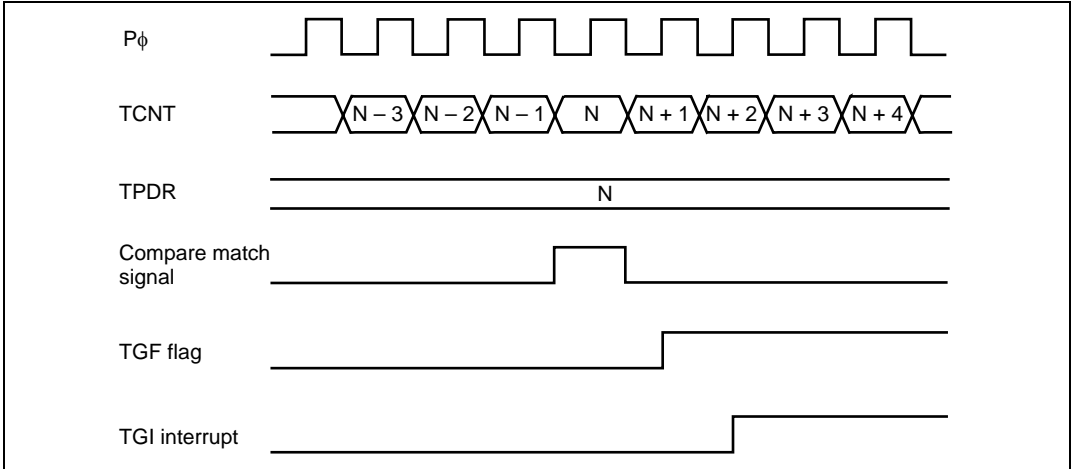 Pϕ
TCNT
N – 3 N – 2 N – 1 N N + 1 N + 2 N + 3 N + 4
TPDR
N
Compare match
signal
TGF flag
TGI interrupt